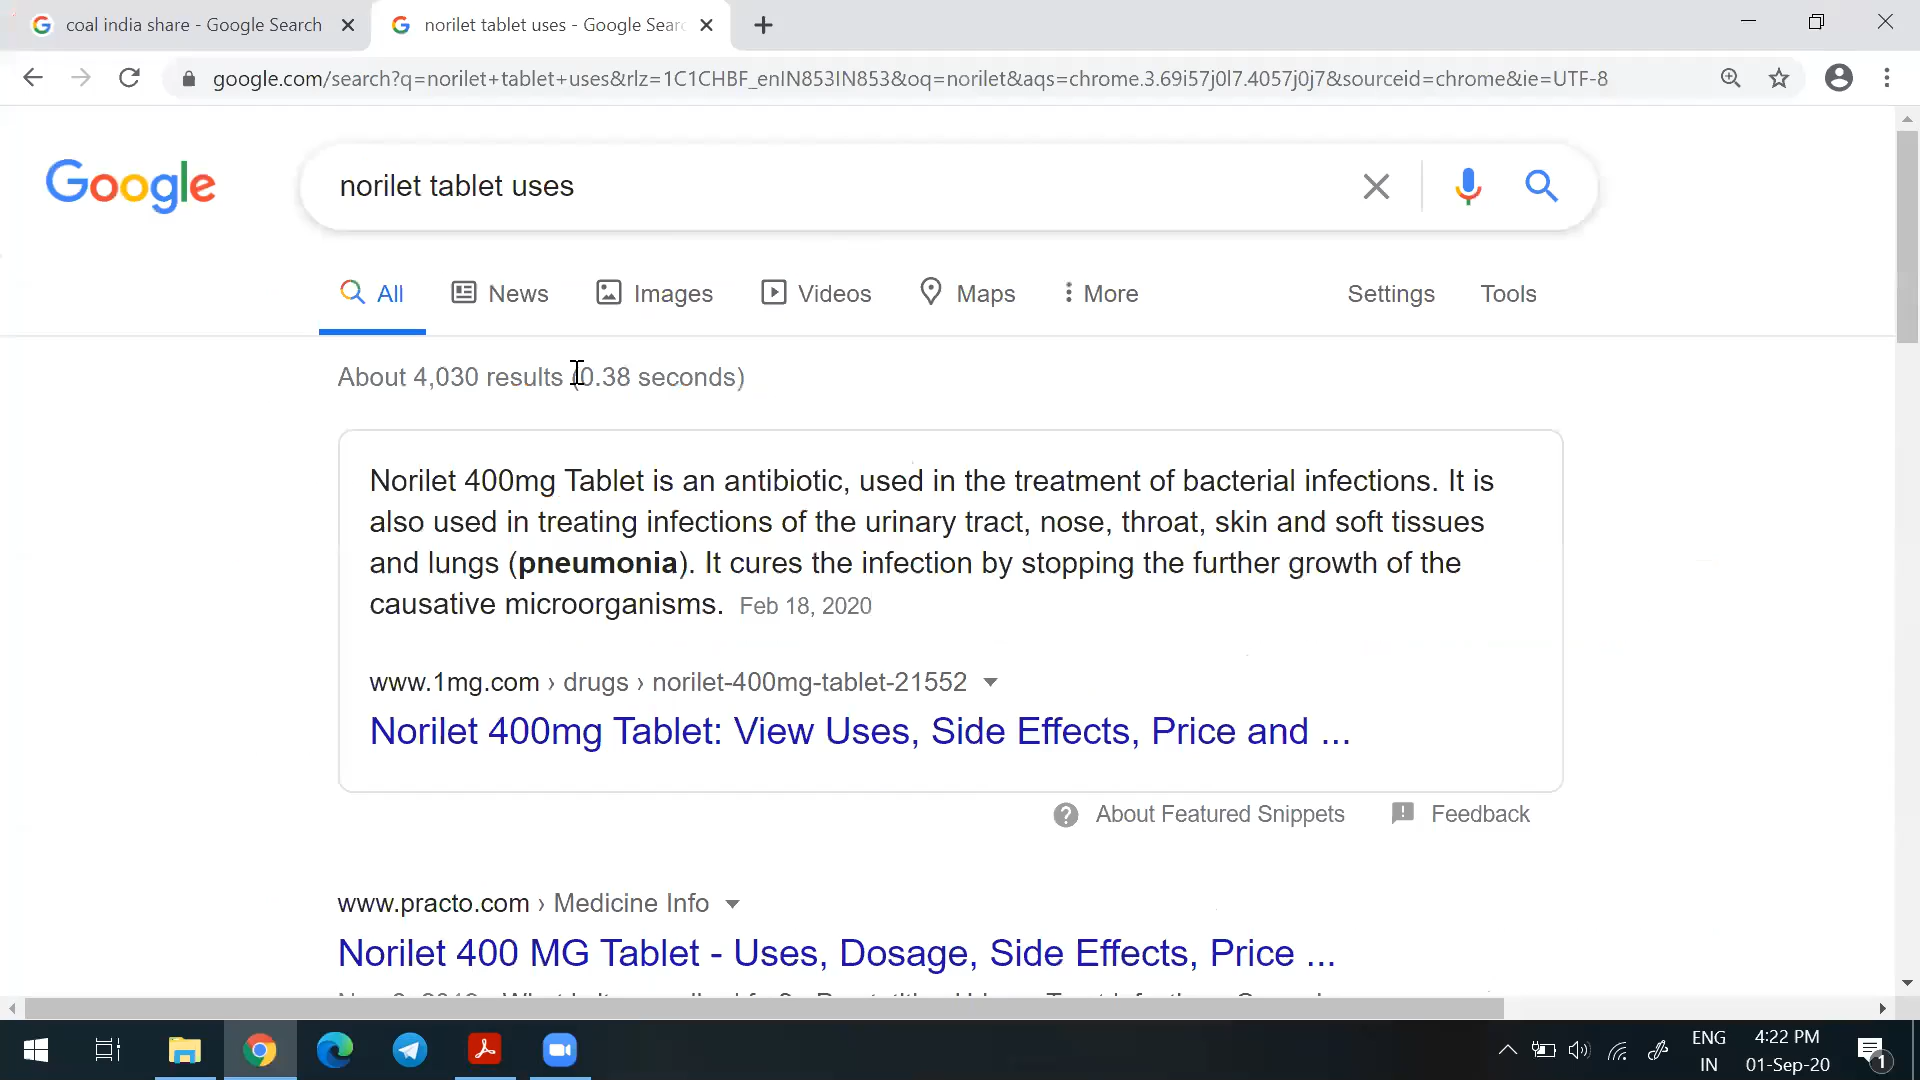 coal india share - Google Search
norilet tablet uses - Google Sear
google.com/search?q=norilet+tablet+uses&rlz=1C1CHBF_enIN853IN853&oq=norilet&aqs=chrome.3.69i57j0l7.4057j0j7&sourceid=chrome&ie=UTF-8
Google
norilet tablet uses
All News Images Videos Maps More Settings Tools
About 4,030 results (0.38 seconds)
Norilet 400mg Tablet is an antibiotic, used in the treatment of bacterial infections. It is
also used in treating infections of the urinary tract, nose, throat, skin and soft tissues
and lungs (pneumonia). It cures the infection by stopping the further growth of the
causative microorganisms. Feb 18, 2020
www.1mg.com › drugs › norilet-400mg-tablet-21552
Norilet 400mg Tablet: View Uses, Side Effects, Price and ...
About Featured Snippets Feedback
www.practo.com › Medicine Info
Norilet 400 MG Tablet - Uses, Dosage, Side Effects, Price ...
ENG 4:22 PM
IN 01-Sep-20 1